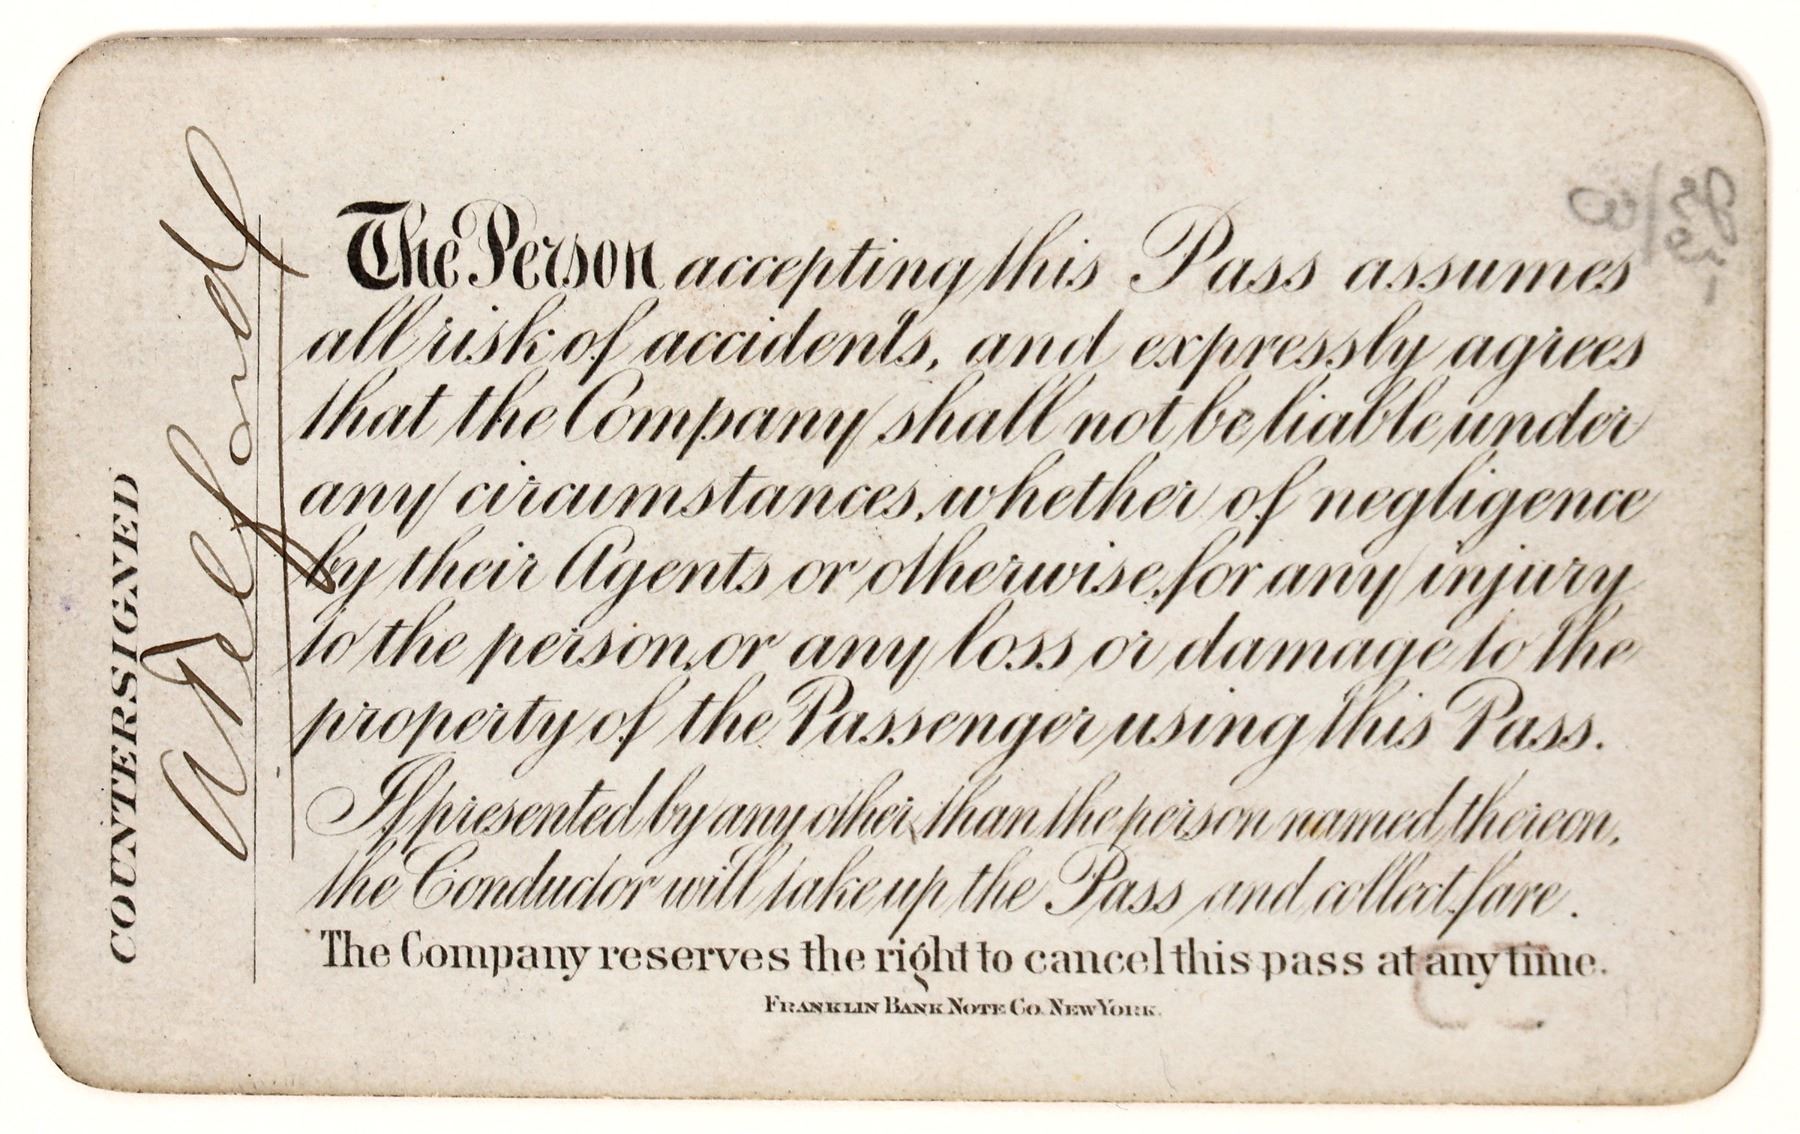 COUNTERSIGNED
The Person accepting this Pass assumes
all risk of accidents, and expressly agrees
that the Company shall not be liable under
any circumstances, whether of negligence
by their Agents or otherwise, for any injury
to the person, or any loss or damage to the
property of the Passenger using this Pass.
If presented by any other than the person named thereon,
the Conductor will take up the Pass and collect fare.
The Company reserves the right to cancel this pass at any time.
FRANKLIN BANK NOTE CO. NEW YORK.